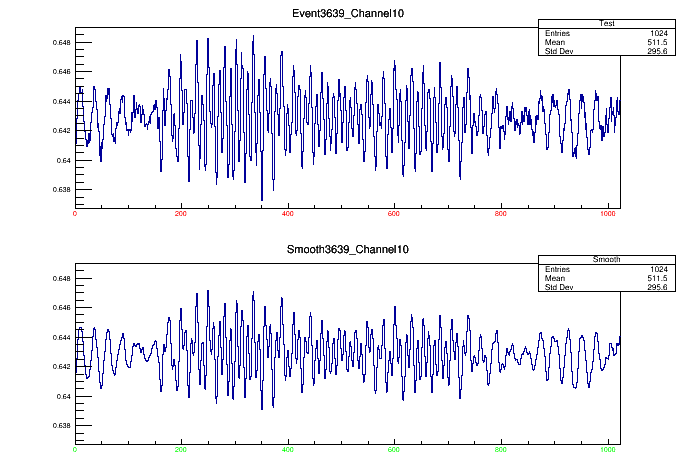 Event3639_Channel10
Test
Entries 1024
Mean 511.5
Std Dev 295.6
0.648
0.646
0.644
0.642
0.64
0.638
0 200 400 600 800 1000
Smooth3639_Channel10
Smooth
Entries 1024
Mean 511.5
Std Dev 295.6
0.648
0.646
0.644
0.642
0.64
0.638
0 200 400 600 800 1000